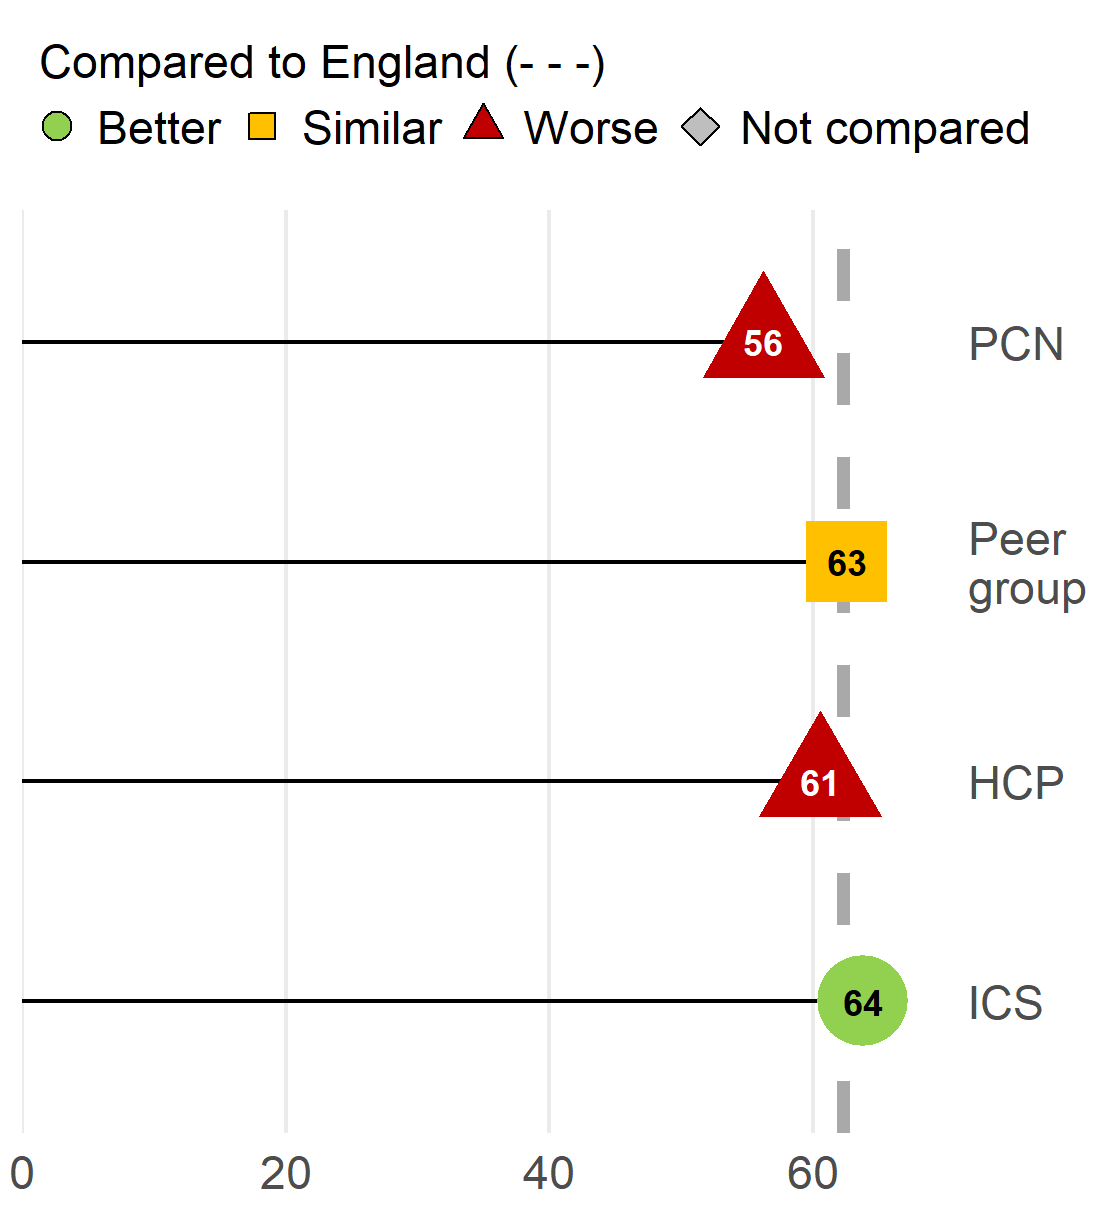 Compared to England (- - -)
Better Similar Worse Not compared
56 PCN
63 Peer
group
61 HCP
64 ICS
0 20 40 60